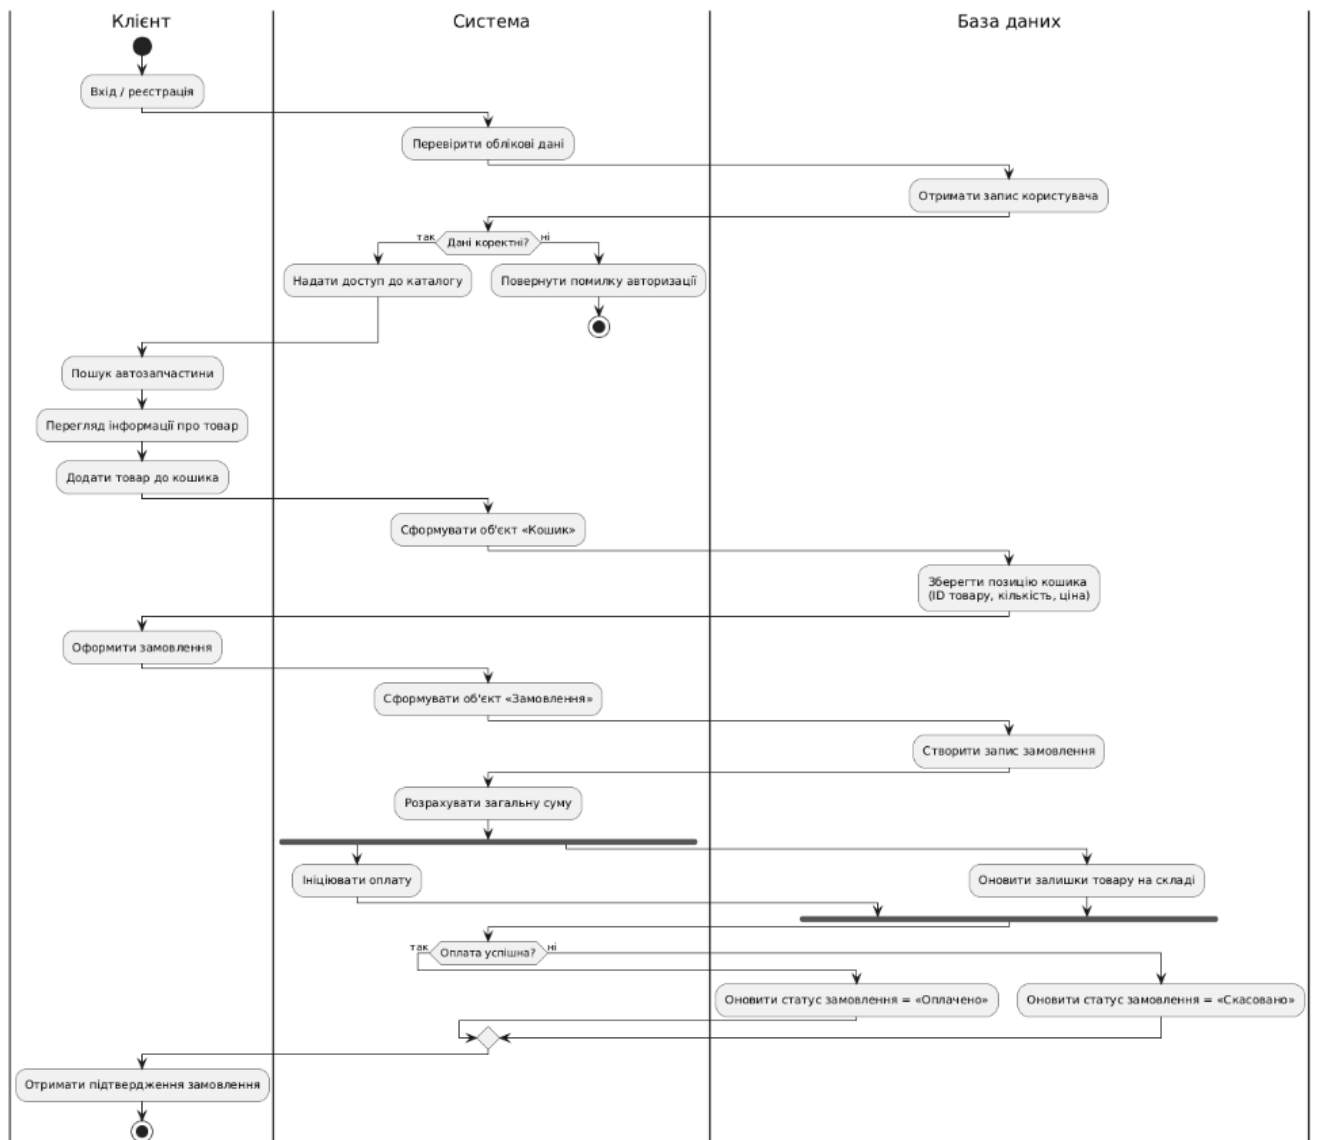 Клієнт
Система
База даних
Вхід / реєстрація
Перевірити облікові дані
Отримати запис користувача
так
Дані коректні?
ні
Надати доступ до каталогу
Повернути помилку авторизації
Пошук автозапчастини
Перегляд інформації про товар
Додати товар до кошика
Сформувати об'єкт «Кошик»
Зберегти позицію кошика
(ID товару, кількість, ціна)
Оформити замовлення
Сформувати об'єкт «Замовлення»
Створити запис замовлення
Розрахувати загальну суму
Ініціювати оплату
Оновити залишки товару на складі
так
Оплата успішна?
ні
Оновити статус замовлення = «Оплачено»
Оновити статус замовлення = «Скасовано»
Отримати підтвердження замовлення